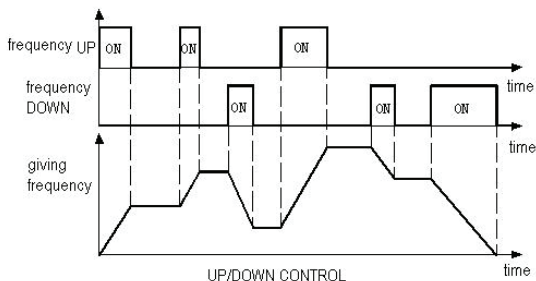 frequency UP
ON
ON
ON
time
frequency
DOWN
ON
ON
ON
time
giving
frequency
time
UP/DOWN CONTROL